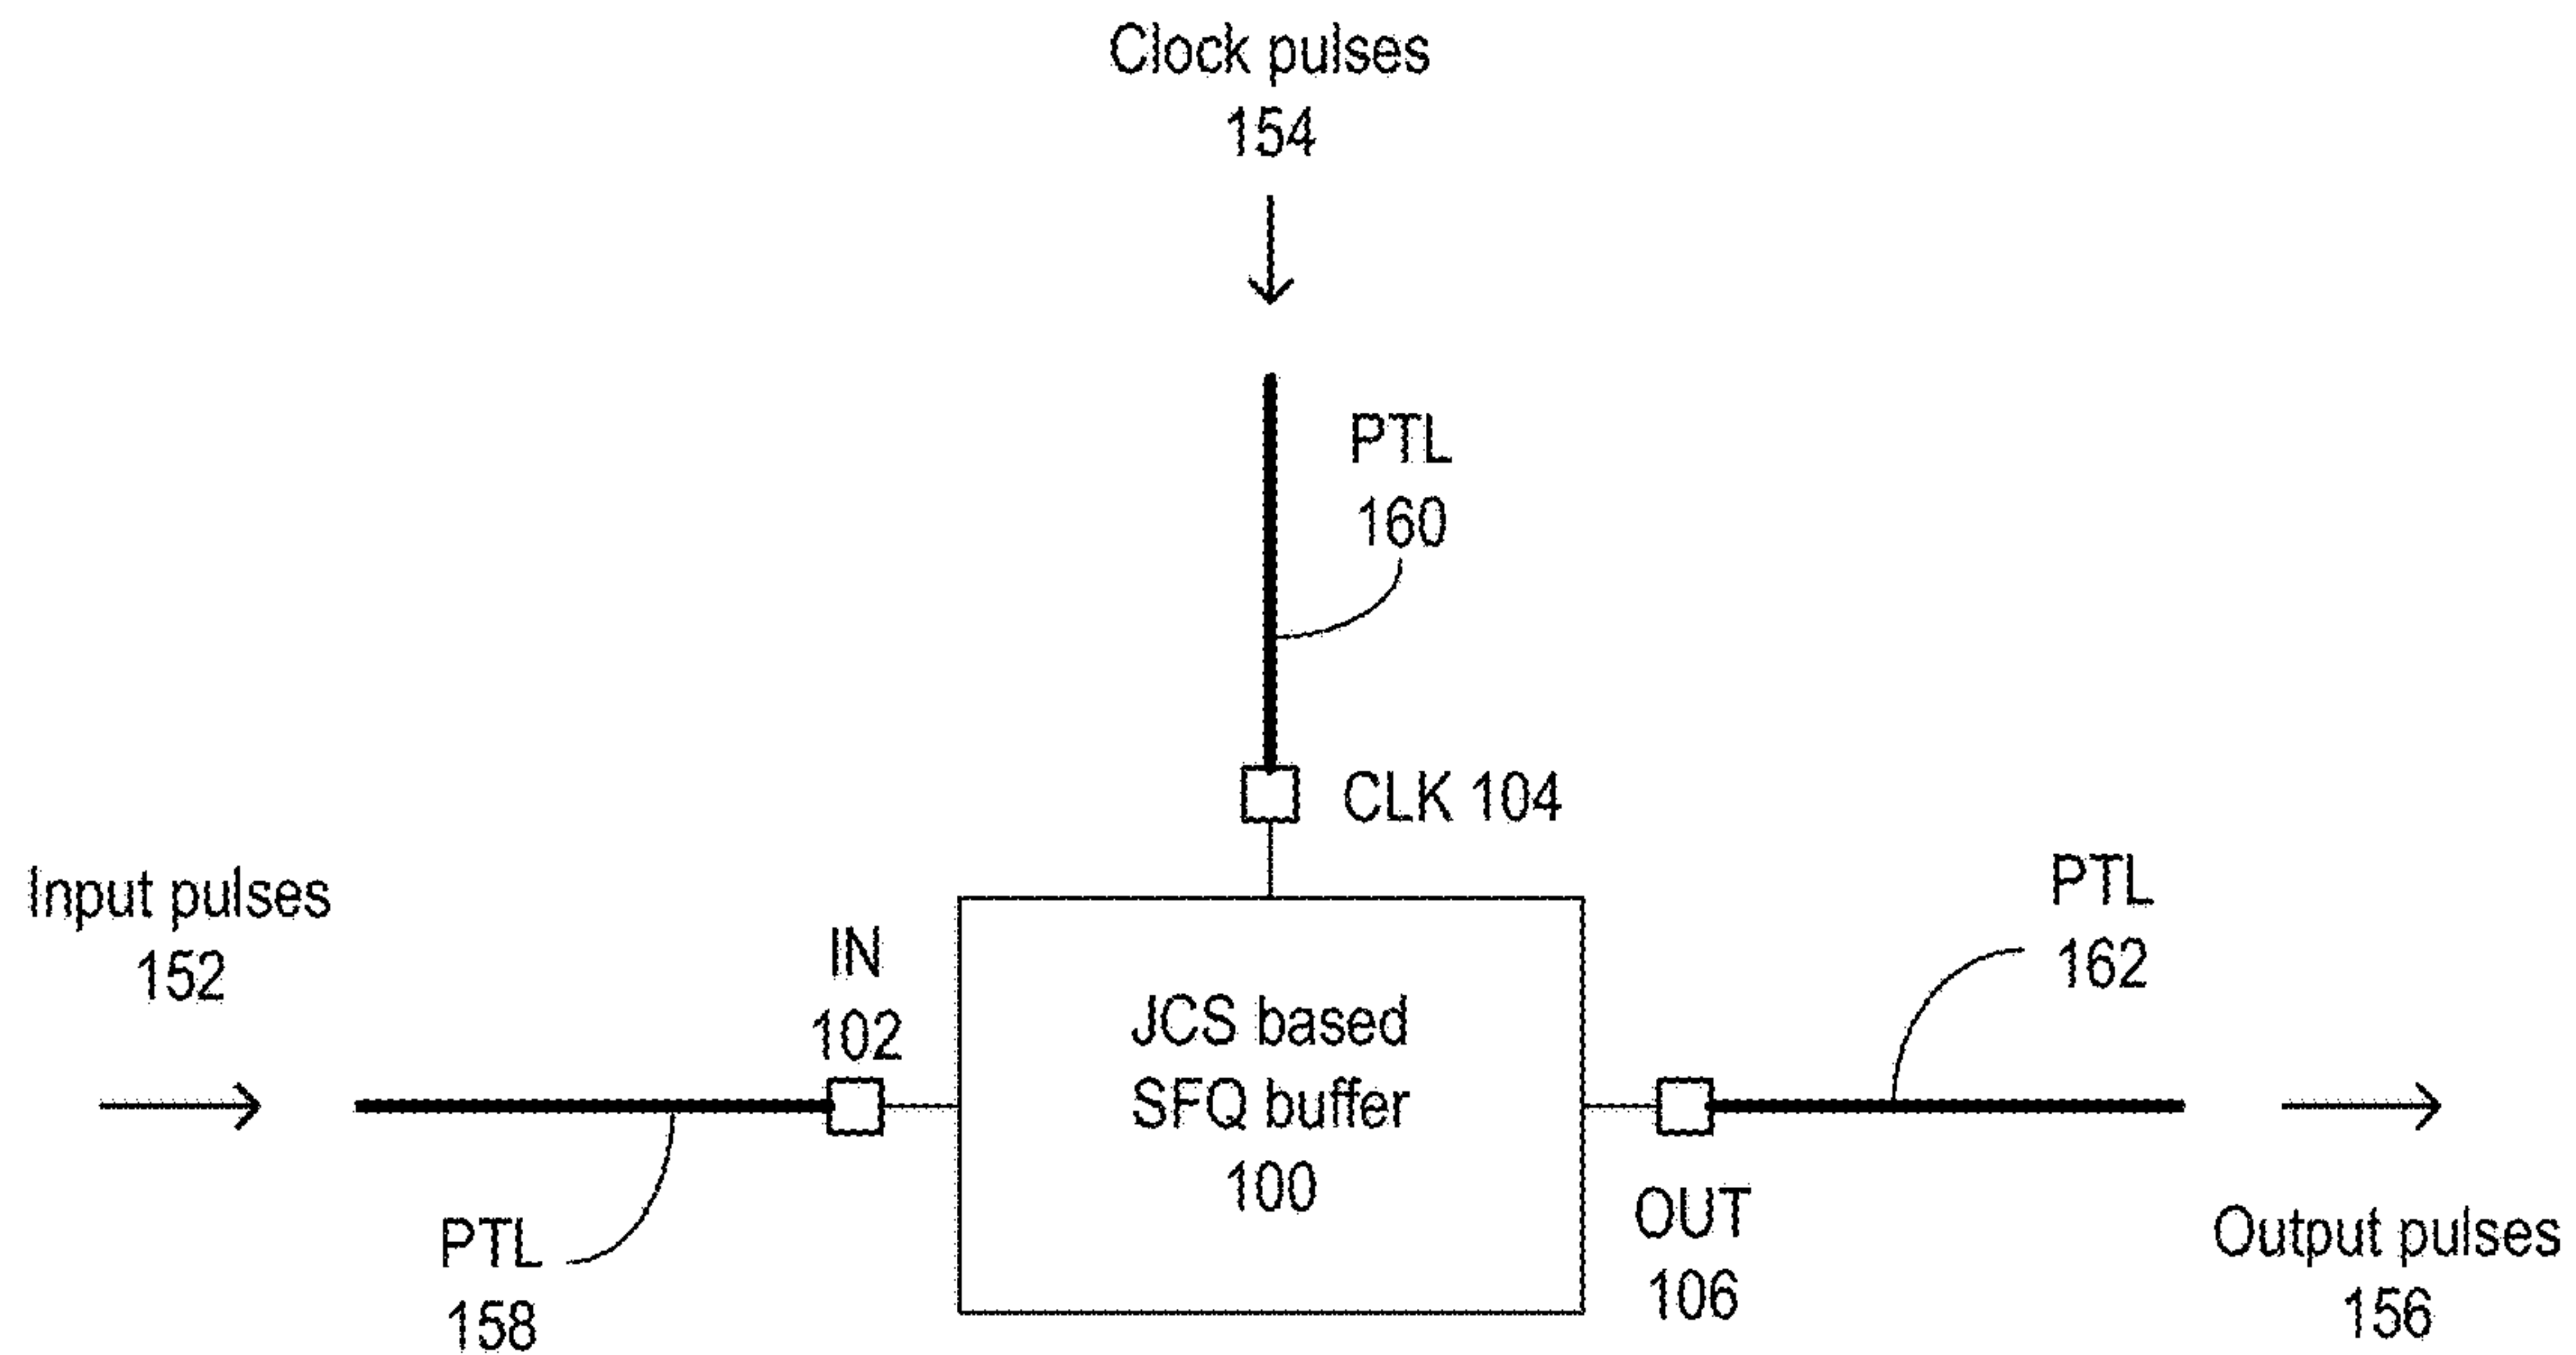 Clock pulses
154
PTL
160
CLK 104
Input pulses
152
IN
102
JCS based
SFQ buffer
100
PTL
162
PTL
158
OUT
106
Output pulses
156